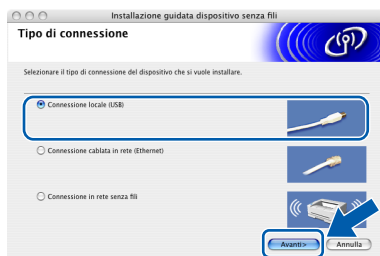 Installazione guidata dispositivo senza fili
Tipo di connessione
Selezionare il tipo di connessione del dispositivo che si vuole installare.
Connessione locale (USB)
Connessione cablata in rete (Ethernet)
Connessione in rete senza fili
Avanti>
Annulla